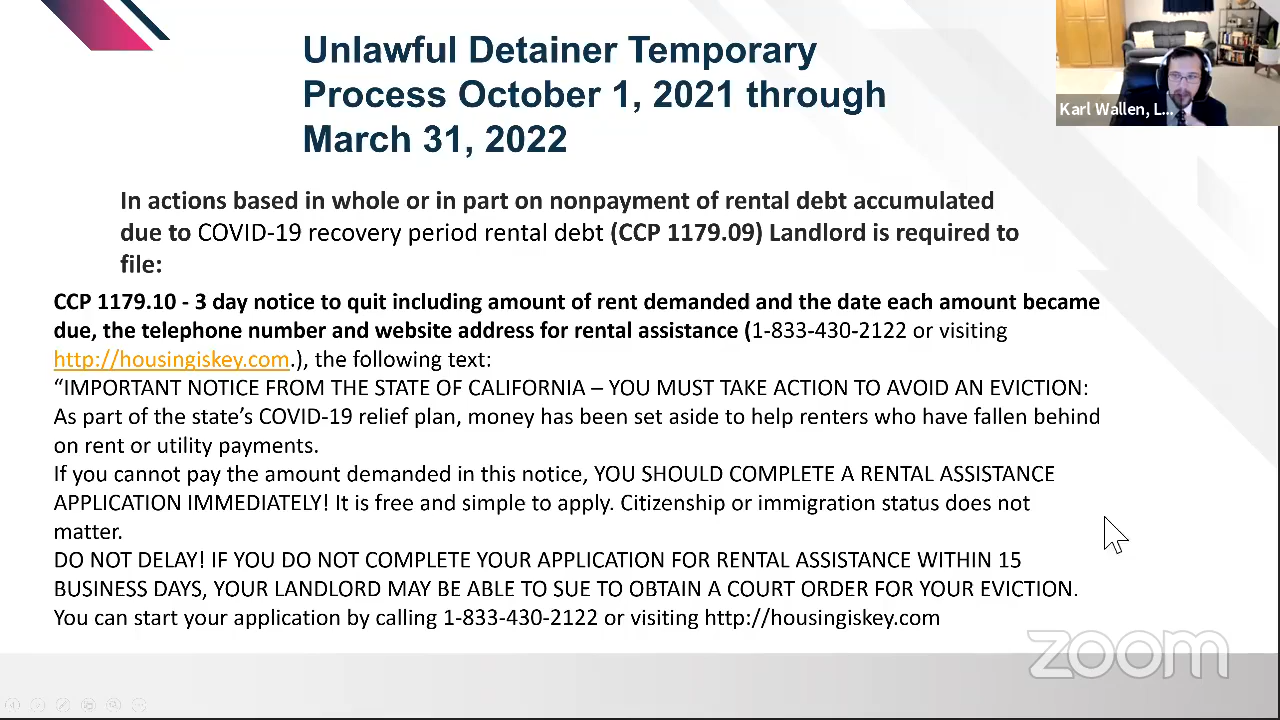 Unlawful Detainer Temporary
Process October 1, 2021 through
March 31, 2022
Karl Wallen, L...
In actions based in whole or in part on nonpayment of rental debt accumulated
due to COVID-19 recovery period rental debt (CCP 1179.09) Landlord is required to
file:
CCP 1179.10 - 3 day notice to quit including amount of rent demanded and the date each amount became
due, the telephone number and website address for rental assistance (1-833-430-2122 or visiting
http://housingiskey.com.), the following text:
“IMPORTANT NOTICE FROM THE STATE OF CALIFORNIA – YOU MUST TAKE ACTION TO AVOID AN EVICTION:
As part of the state’s COVID-19 relief plan, money has been set aside to help renters who have fallen behind
on rent or utility payments.
If you cannot pay the amount demanded in this notice, YOU SHOULD COMPLETE A RENTAL ASSISTANCE
APPLICATION IMMEDIATELY! It is free and simple to apply. Citizenship or immigration status does not
matter.
DO NOT DELAY! IF YOU DO NOT COMPLETE YOUR APPLICATION FOR RENTAL ASSISTANCE WITHIN 15
BUSINESS DAYS, YOUR LANDLORD MAY BE ABLE TO SUE TO OBTAIN A COURT ORDER FOR YOUR EVICTION.
You can start your application by calling 1-833-430-2122 or visiting http://housingiskey.com
zoom